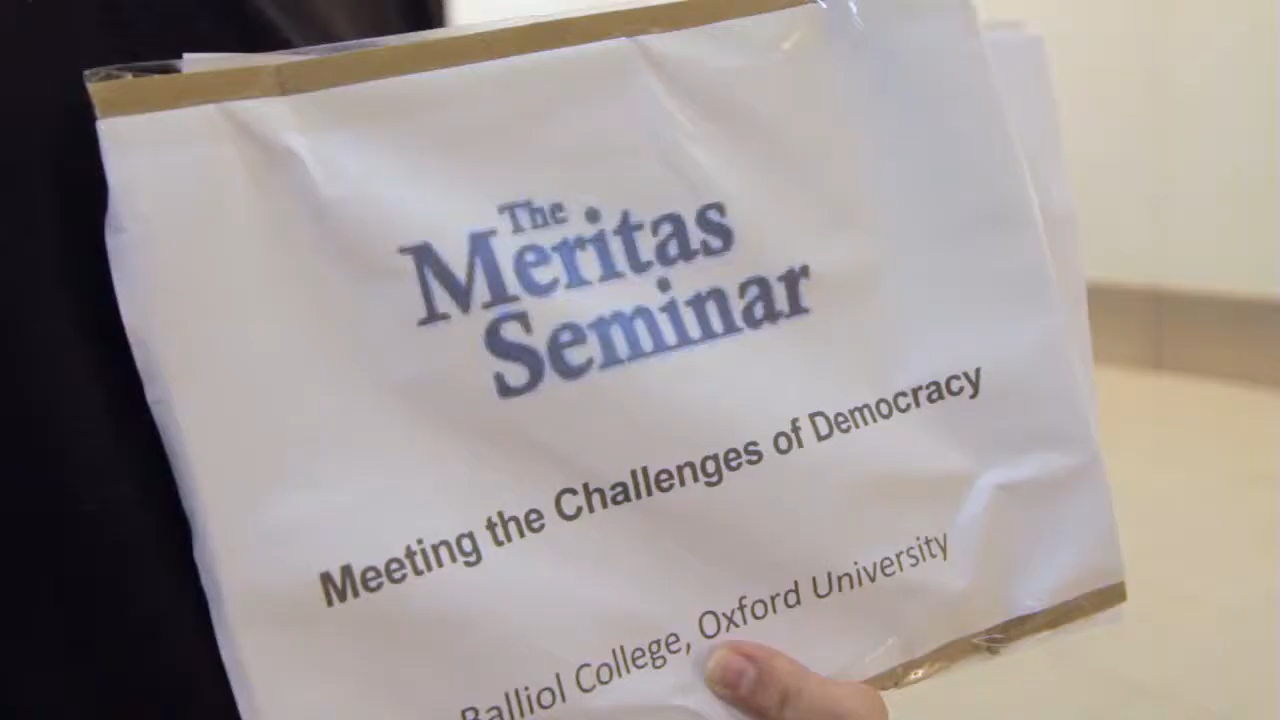 The
Meritas
Seminar
Meeting the Challenges of Democracy
Balliol College, Oxford University